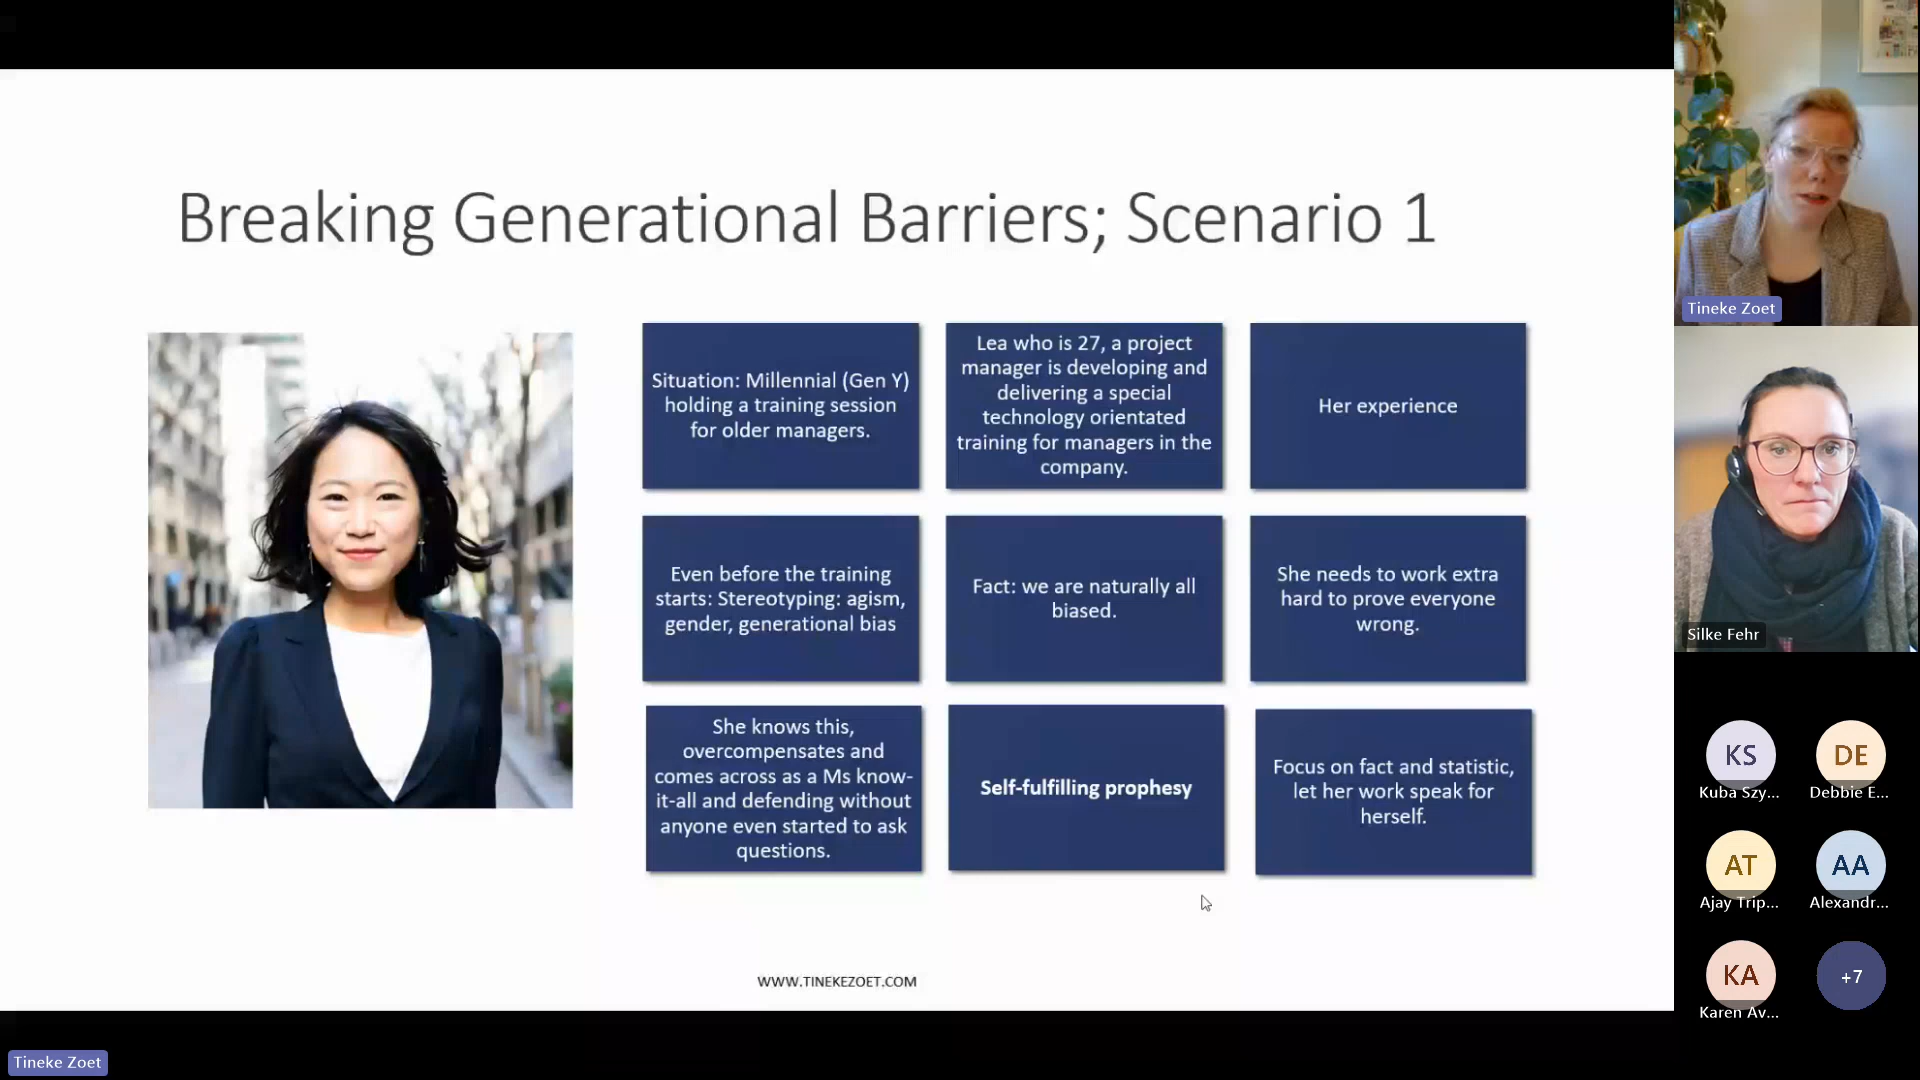 Breaking Generational Barriers; Scenario 1
Situation: Millennial (Gen Y)
holding a training session
for older managers.
Lea who is 27, a project
manager is developing and
delivering a special
technology orientated
training for managers in the
company.
Her experience
Even before the training
starts: Stereotyping: agism,
gender, generational bias
Fact: we are naturally all
biased.
She needs to work extra
hard to prove everyone
wrong.
She knows this,
overcompensates and
comes across as a Ms know-
it-all and defending without
anyone even started to ask
questions.
Self-fulfilling prophesy
Focus on fact and statistic,
let her work speak for
herself.
WWW.TINEKEZOET.COM
Tineke Zoet
Tineke Zoet
Silke Fehr
KS
Kuba Szy...
DE
Debbie E...
AT
Ajay Trip...
AA
Alexandr...
KA
Karen Av...
+7